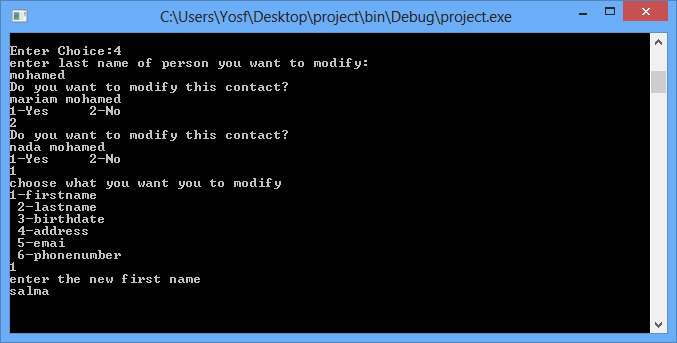 C:\Users\Yosf\Desktop\project\bin\Debug\project.exe
Enter Choice:4
enter last name of person you want to modify:
mohamed
Do you want to modify this contact?
mariam mohamed
1-Yes     2-No
2
Do you want to modify this contact?
nada mohamed
1-Yes     2-No
1
choose what you want you to modify
1-firstname
 2-lastname
 3-birthdate
 4-address
 5-emai
 6-phonenumber
1
enter the new first name
salma